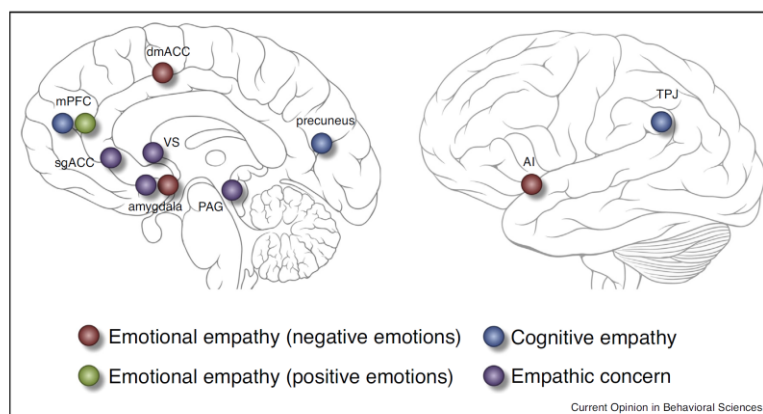 dmACC
mPFC
TPJ
precuneus
VS
sgACC
AI
amygdala
PAG
Emotional empathy (negative emotions)
Cognitive empathy
Emotional empathy (positive emotions)
Empathic concern
Current Opinion in Behavioral Sciences